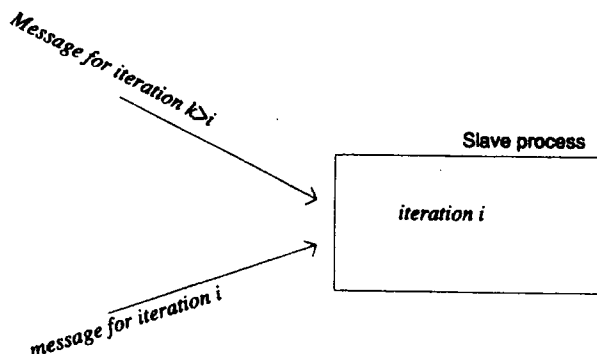 Message for iteration k>i
Slave process
iteration i
message for iteration i